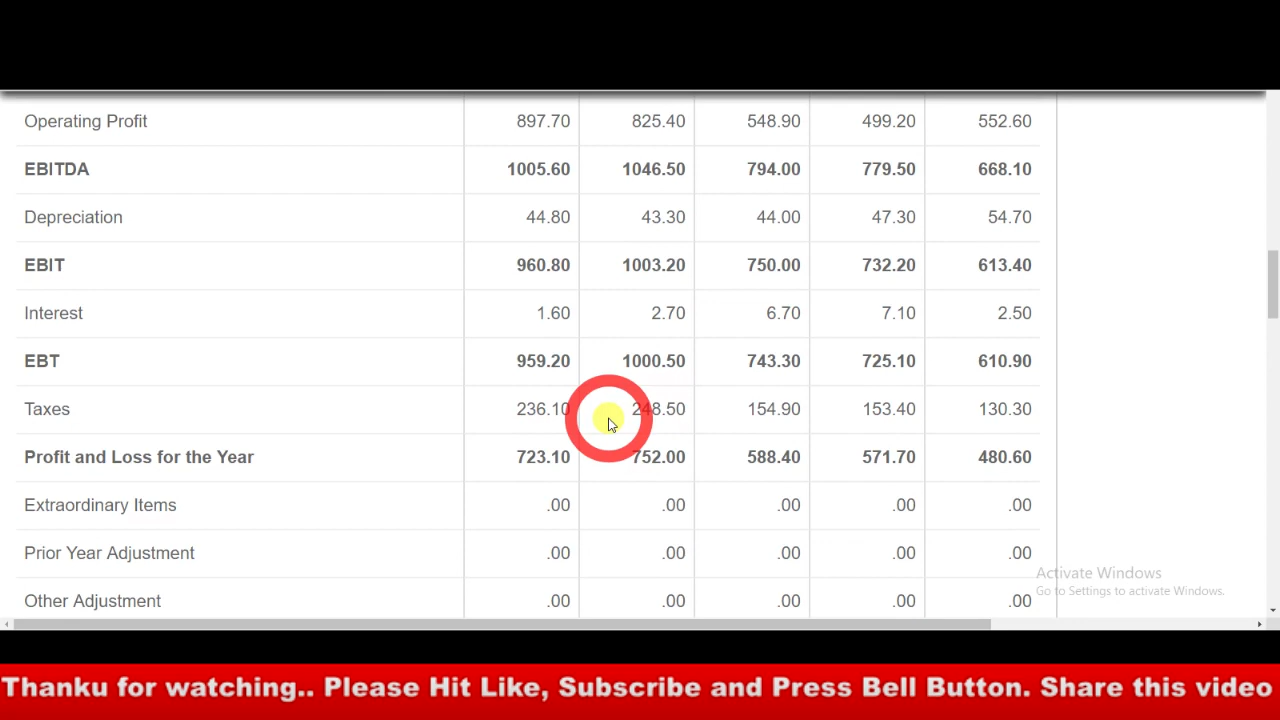 Operating Profit 897.70 825.40 548.90 499.20 552.60
EBITDA 1005.60 1046.50 794.00 779.50 668.10
Depreciation 44.80 43.30 44.00 47.30 54.70
EBIT 960.80 1003.20 750.00 732.20 613.40
Interest 1.60 2.70 6.70 7.10 2.50
EBT 959.20 1000.50 743.30 725.10 610.90
Taxes 236.10 248.50 154.90 153.40 130.30
Profit and Loss for the Year 723.10 752.00 588.40 571.70 480.60
Extraordinary Items .00 .00 .00 .00 .00
Prior Year Adjustment .00 .00 .00 .00 .00
Activate Windows
Go to Settings to activate Windows.
Other Adjustment .00 .00 .00 .00 .00
Thanku for watching.. Please Hit Like, Subscribe and Press Bell Button. Share this video